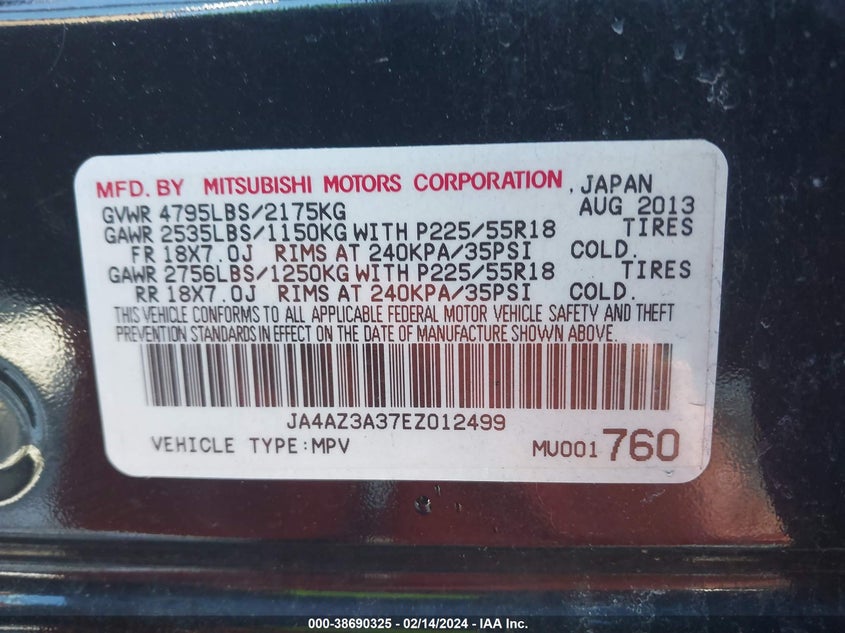 MFD. BY MITSUBISHI MOTORS CORPORATION, JAPAN
GVWR 4795LBS/2175KG AUG 2013
GAWR 2535LBS/1150KG WITH P225/55R18 TIRES
FR 18X7.0J RIMS AT 240KPA/35PSI COLD.
GAWR 2756LBS/1250KG WITH P225/55R18 TIRES
RR 18X7.0J RIMS AT 240KPA/35PSI COLD.
THIS VEHICLE CONFORMS TO ALL APPLICABLE FEDERAL MOTOR VEHICLE SAFETY AND THEFT
PREVENTION STANDARDS IN EFFECT ON THE DATE OF MANUFACTURE SHOWN ABOVE.
JA4AZ3A37EZ012499
VEHICLE TYPE:MPV MU001 760
000-38690325 - 02/14/2024 - IAA Inc.